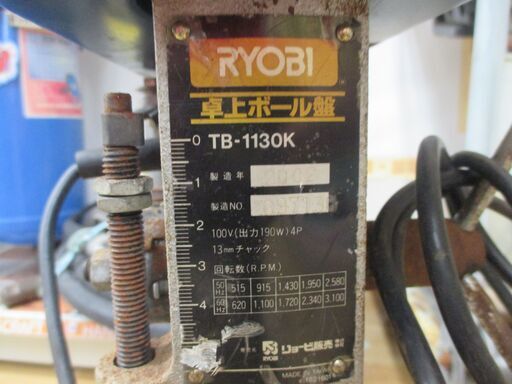 RYOBI
卓上ボール盤
TB-1130K
0
1
2
3
4
製造年
製造NO.
100V(出力190W)4P
13mmチャック
回転数(R.P.M.)
50Hz 515 915 1.430 1.950 2.580
60Hz 620 1.100 1.720 2.340 3.100
RYOBI
リョービ販売
MADE IN TAIWAN